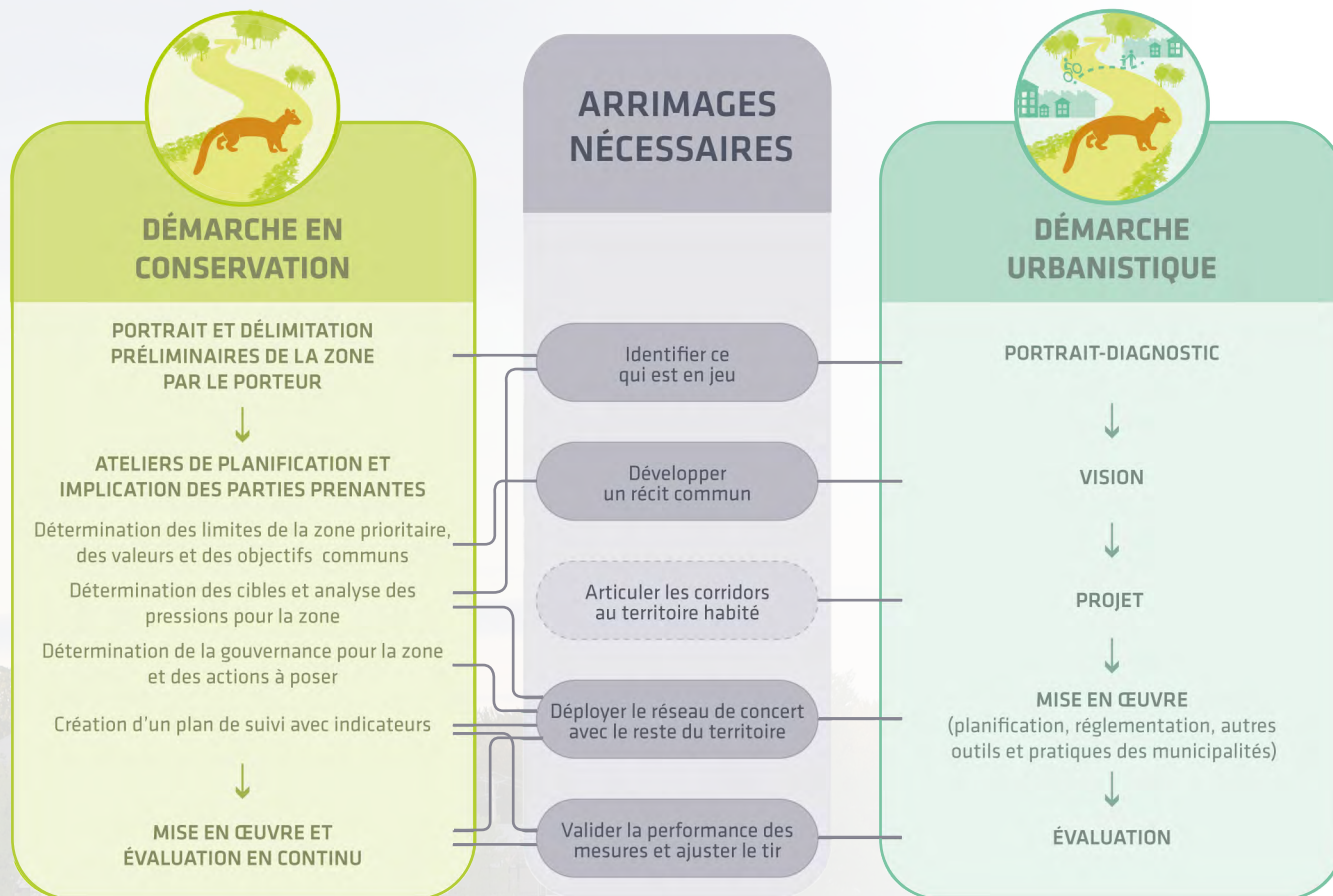 DÉMARCHE EN
CONSERVATION
PORTRAIT ET DÉLIMITATION
PRÉLIMINAIRES DE LA ZONE
PAR LE PORTEUR
ATELIERS DE PLANIFICATION ET
IMPLICATION DES PARTIES PRENANTES
Détermination des limites de la zone prioritaire,
des valeurs et des objectifs communs
Détermination des cibles et analyse des
pressions pour la zone
Détermination de la gouvernance pour la zone
et des actions à poser
Création d'un plan de suivi avec indicateurs
MISE EN ŒUVRE ET
ÉVALUATION EN CONTINU
ARRIMAGES
NÉCESSAIRES
Identifier ce
qui est en jeu
Développer
un récit commun
Articuler les corridors
au territoire habité
Déployer le réseau de concert
avec le reste du territoire
Valider la performance des
mesures et ajuster le tir
DÉMARCHE
URBANISTIQUE
PORTRAIT-DIAGNOSTIC
VISION
PROJET
MISE EN ŒUVRE
(planification, réglementation, autres
outils et pratiques des municipalités)
ÉVALUATION